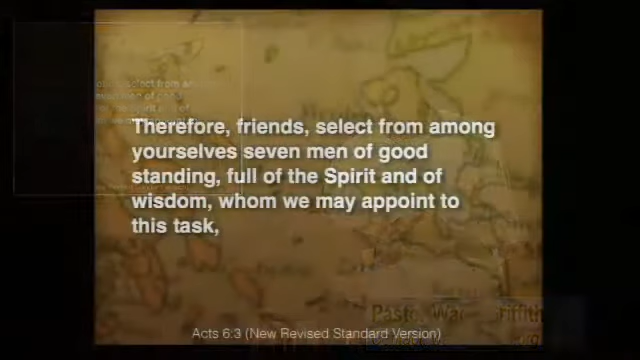 Therefore, friends, select from among
yourselves seven men of good
standing, full of the Spirit and of
wisdom, whom we may appoint to
this task,
Acts 6:3 (New Revised Standard Version)